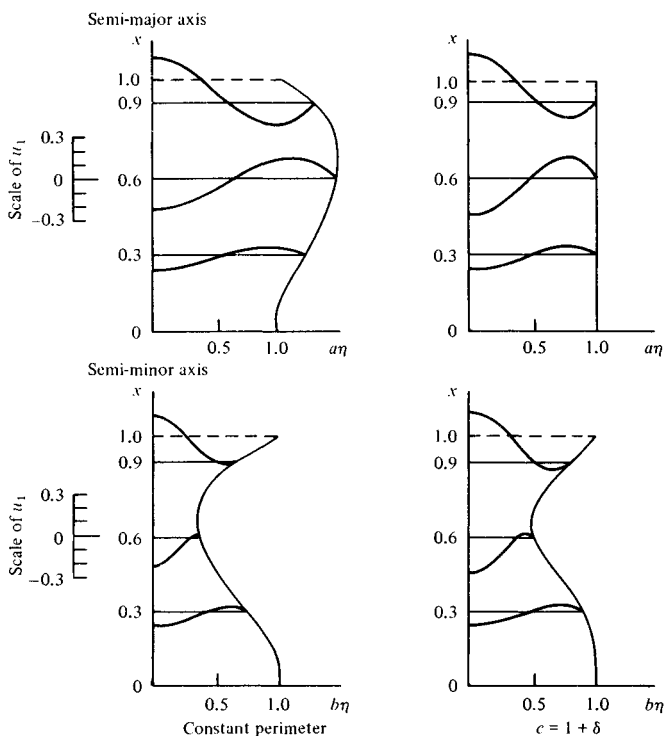 Semi-major axis
x
1.0
0.9
0.6
0.3
0
0.5
1.0
aη
Scale of u₁
0.3
0
−0.3
x
1.0
0.9
0.6
0.3
0
0.5
1.0
aη
Semi-minor axis
x
1.0
0.9
0.6
0.3
0
0.5
1.0
bη
Scale of u₁
0.3
0
−0.3
Constant perimeter
x
1.0
0.9
0.6
0.3
0
0.5
1.0
bη
c = 1 + δ